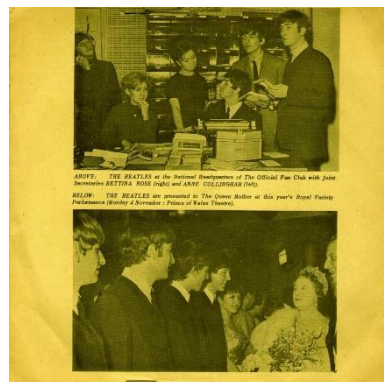 ABOVE: THE BEATLES at the National Headquarters of The Official Fan Club with Joint
Secretaries BETTINA ROSE (right) and ANNE COLLINGHAM (left).
BELOW: THE BEATLES are presented to The Queen Mother at this year's Royal Variety
Performance (Monday 4 November : Prince of Wales Theatre).